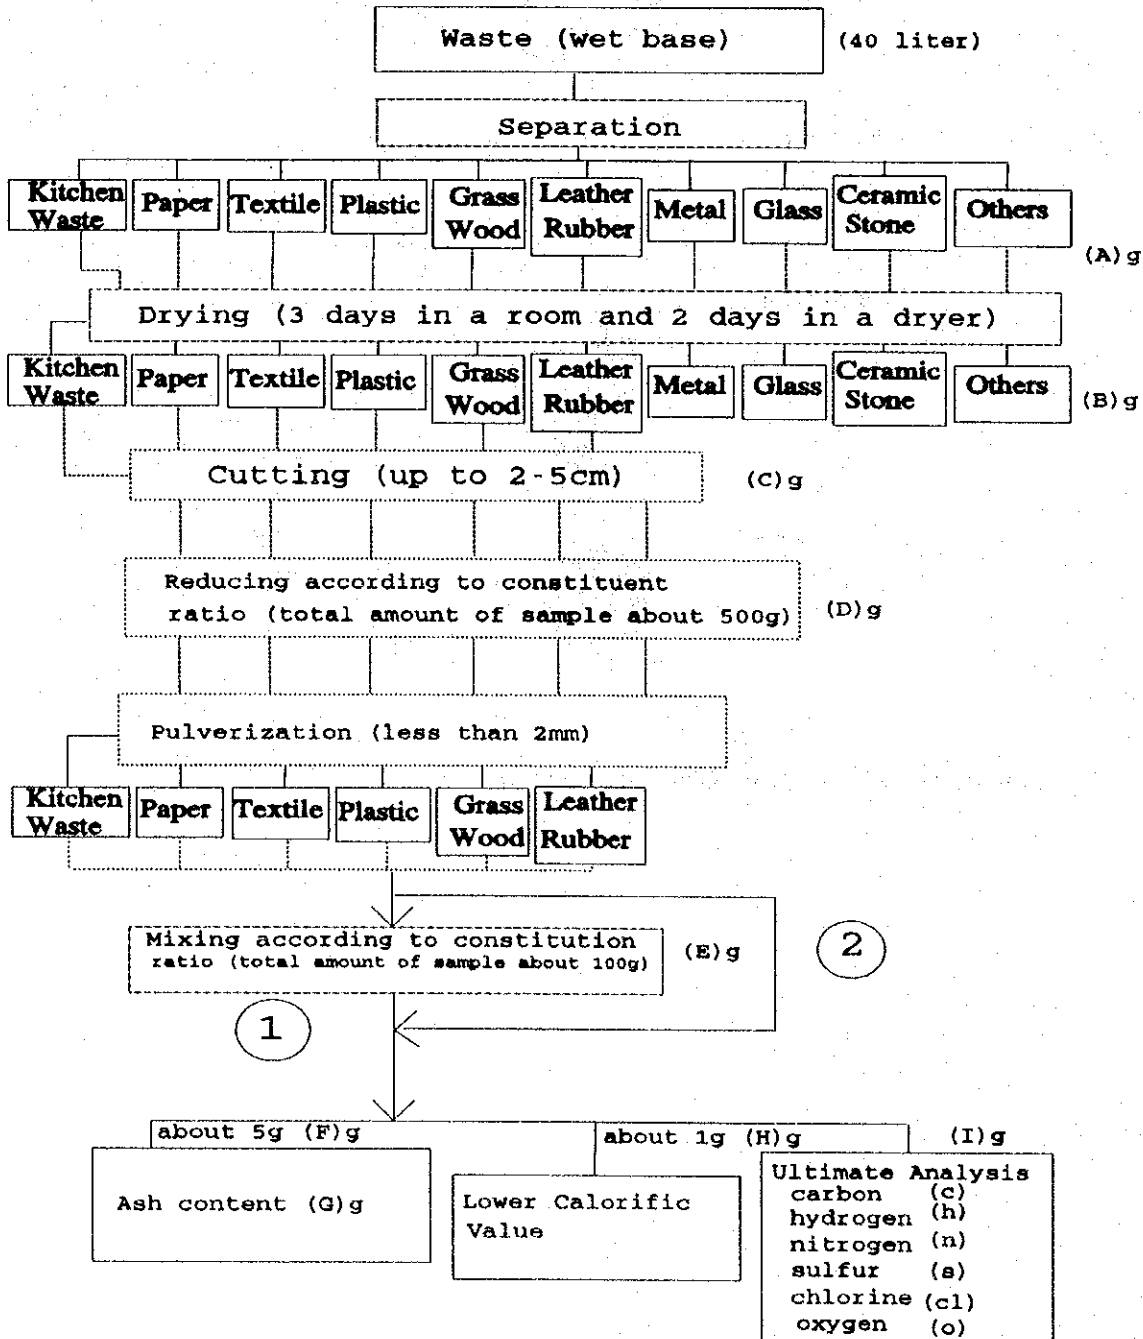 Waste (wet base) (40 liter)
Separation
Kitchen Waste
Paper
Textile
Plastic
Grass Wood
Leather Rubber
Metal
Glass
Ceramic Stone
Others
(A)g
Drying (3 days in a room and 2 days in a dryer)
Kitchen Waste
Paper
Textile
Plastic
Grass Wood
Leather Rubber
Metal
Glass
Ceramic Stone
Others
(B)g
Cutting (up to 2-5cm) (C)g
Reducing according to constituent
ratio (total amount of sample about 500g) (D)g
Pulverization (less than 2mm)
Kitchen Waste
Paper
Textile
Plastic
Grass Wood
Leather Rubber
Mixing according to constitution
ratio (total amount of sample about 100g) (E)g
2
1
about 5g (F)g
about 1g (H)g
(I)g
Ash content (G)g
Lower Calorific
Value
Ultimate Analysis
carbon (c)
hydrogen (h)
nitrogen (n)
sulfur (s)
chlorine (cl)
oxygen (o)